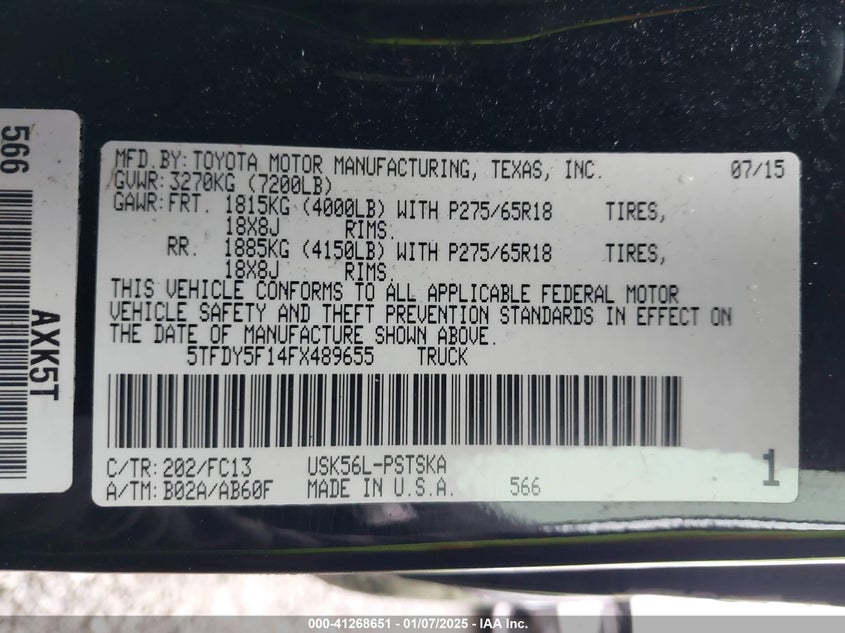 566
AXK5T
MFD. BY: TOYOTA MOTOR MANUFACTURING, TEXAS, INC. 07/15
GVWR: 3270KG (7200LB)
GAWR: FRT. 1815KG (4000LB) WITH P275/65R18 TIRES,
18X8J RIMS.
RR. 1885KG (4150LB) WITH P275/65R18 TIRES,
18X8J RIMS.
THIS VEHICLE CONFORMS TO ALL APPLICABLE FEDERAL MOTOR
VEHICLE SAFETY AND THEFT PREVENTION STANDARDS IN EFFECT ON
THE DATE OF MANUFACTURE SHOWN ABOVE.
5TFDY5F14FX489655 TRUCK
C/TR: 202/FC13 USK56L-PSTSKA
A/TM: B02A/AB60F MADE IN U.S.A. 566 1
000-41268651 - 01/07/2025 - IAA Inc.